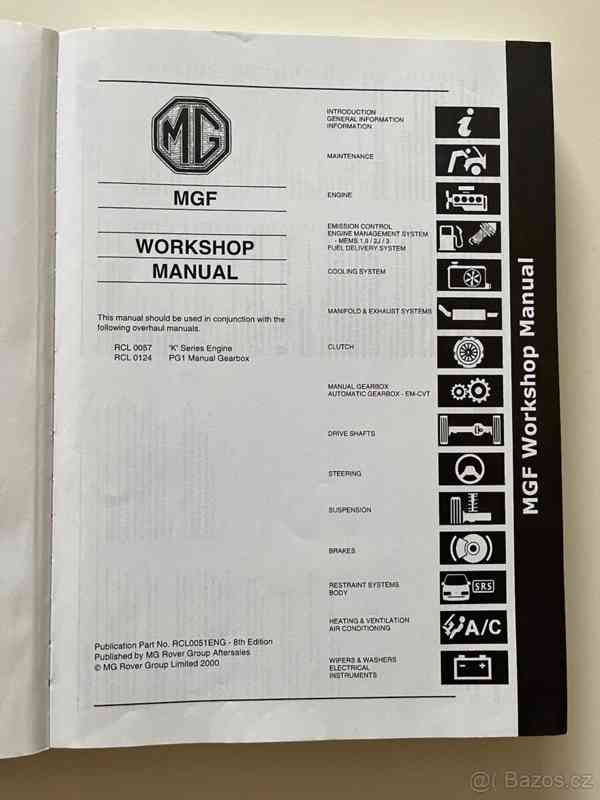 MG
MGF
WORKSHOP
MANUAL
This manual should be used in conjunction with the
following overhaul manuals.
RCL 0057 'K' Series Engine
RCL 0124 PG1 Manual Gearbox
Publication Part No. RCL0051ENG - 8th Edition
Published by MG Rover Group Aftersales
© MG Rover Group Limited 2000
INTRODUCTION
GENERAL INFORMATION
INFORMATION
i
MAINTENANCE
ENGINE
EMISSION CONTROL
ENGINE MANAGEMENT SYSTEM
- MEMS 1.9 / 2J / 3
FUEL DELIVERY SYSTEM
COOLING SYSTEM
MANIFOLD & EXHAUST SYSTEMS
CLUTCH
MANUAL GEARBOX
AUTOMATIC GEARBOX - EM-CVT
DRIVE SHAFTS
STEERING
SUSPENSION
BRAKES
RESTRAINT SYSTEMS
BODY
SRS
HEATING & VENTILATION
AIR CONDITIONING
A/C
WIPERS & WASHERS
ELECTRICAL
INSTRUMENTS
- +
MGF Workshop Manual
@( Bazos.cz